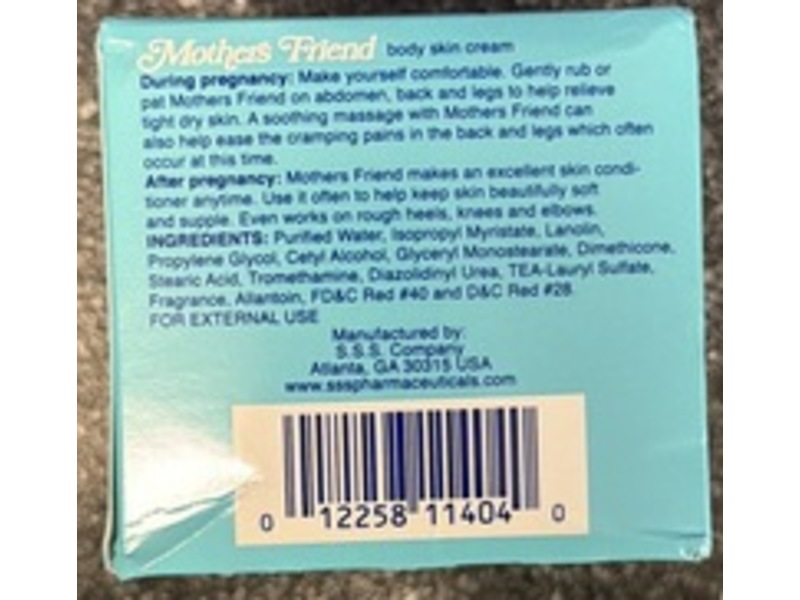 Mothers Friend body skin cream
During pregnancy: Make yourself comfortable. Gently rub or
pat Mothers Friend on abdomen, back and legs to help relieve
tight dry skin. A soothing massage with Mothers Friend can
also help ease the cramping pains in the back and legs which often
occur at this time.
After pregnancy: Mothers Friend makes an excellent skin condi-
tioner anytime. Use it often to help keep skin beautifully soft
and supple. Even works on rough heels, knees and elbows.
INGREDIENTS: Purified Water, Isopropyl Myristate, Lanolin,
Propylene Glycol, Cetyl Alcohol, Glyceryl Monostearate, Dimethicone,
Stearic Acid, Tromethamine, Diazolidinyl Urea, TEA-Lauryl Sulfate,
Fragrance, Allantoin, FD&C Red #40 and D&C Red #28.
FOR EXTERNAL USE
Manufactured by:
S.S.S. Company
Atlanta, GA 30315 USA
www.ssspharmaceuticals.com
0 12258 11404 0